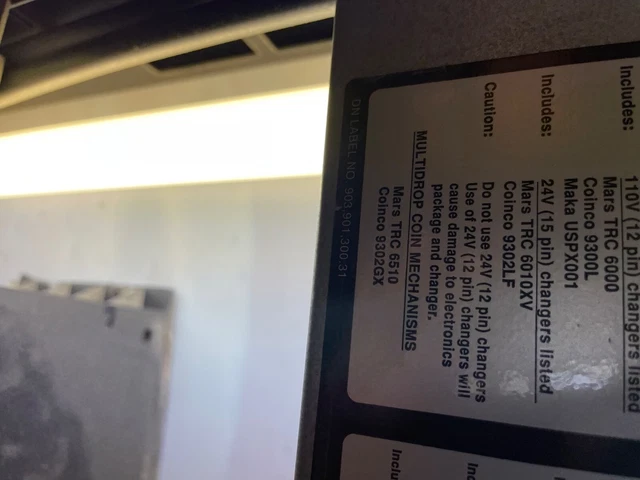 Includes: 110V (12 pin) changers listed
Mars TRC 6000
Coinco 9300L
Maka USPX001
Includes: 24V (15 pin) changers listed
Mars TRC 6010XV
Coinco 9302LF
Caution: Do not use 24V (12 pin) changers
Use of 24V (12 pin) changers will
cause damage to electronics
package and changer.
MULTIDROP COIN MECHANISMS
Mars TRC 6510
Coinco 9302GX
DN LABEL NO. 903,901,300.31